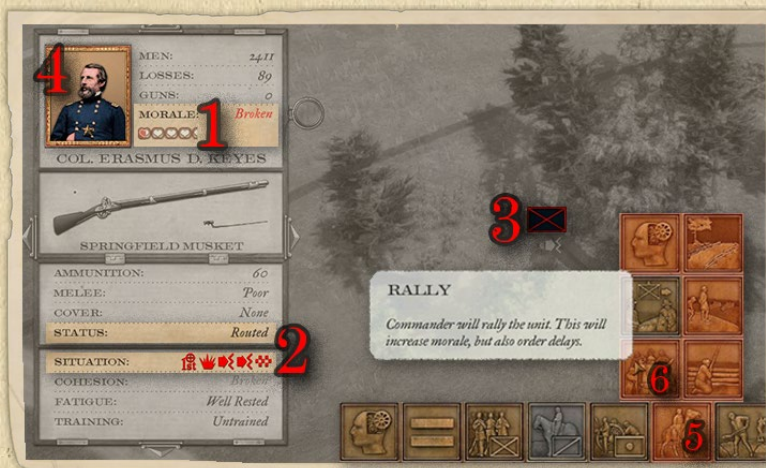 4
MEN: 2411
LOSSES: 89
GUNS: 0
MORALE: Broken
1
COL. ERASMUS D. KEYES
SPRINGFIELD MUSKET
3
AMMUNITION: 60
MELEE: Poor
COVER: None
STATUS: Routed
2
SITUATION:
COHESION: Broken
FATIGUE: Well Rested
TRAINING: Untrained
RALLY
Commander will rally the unit. This will
increase morale, but also order delays.
6
5